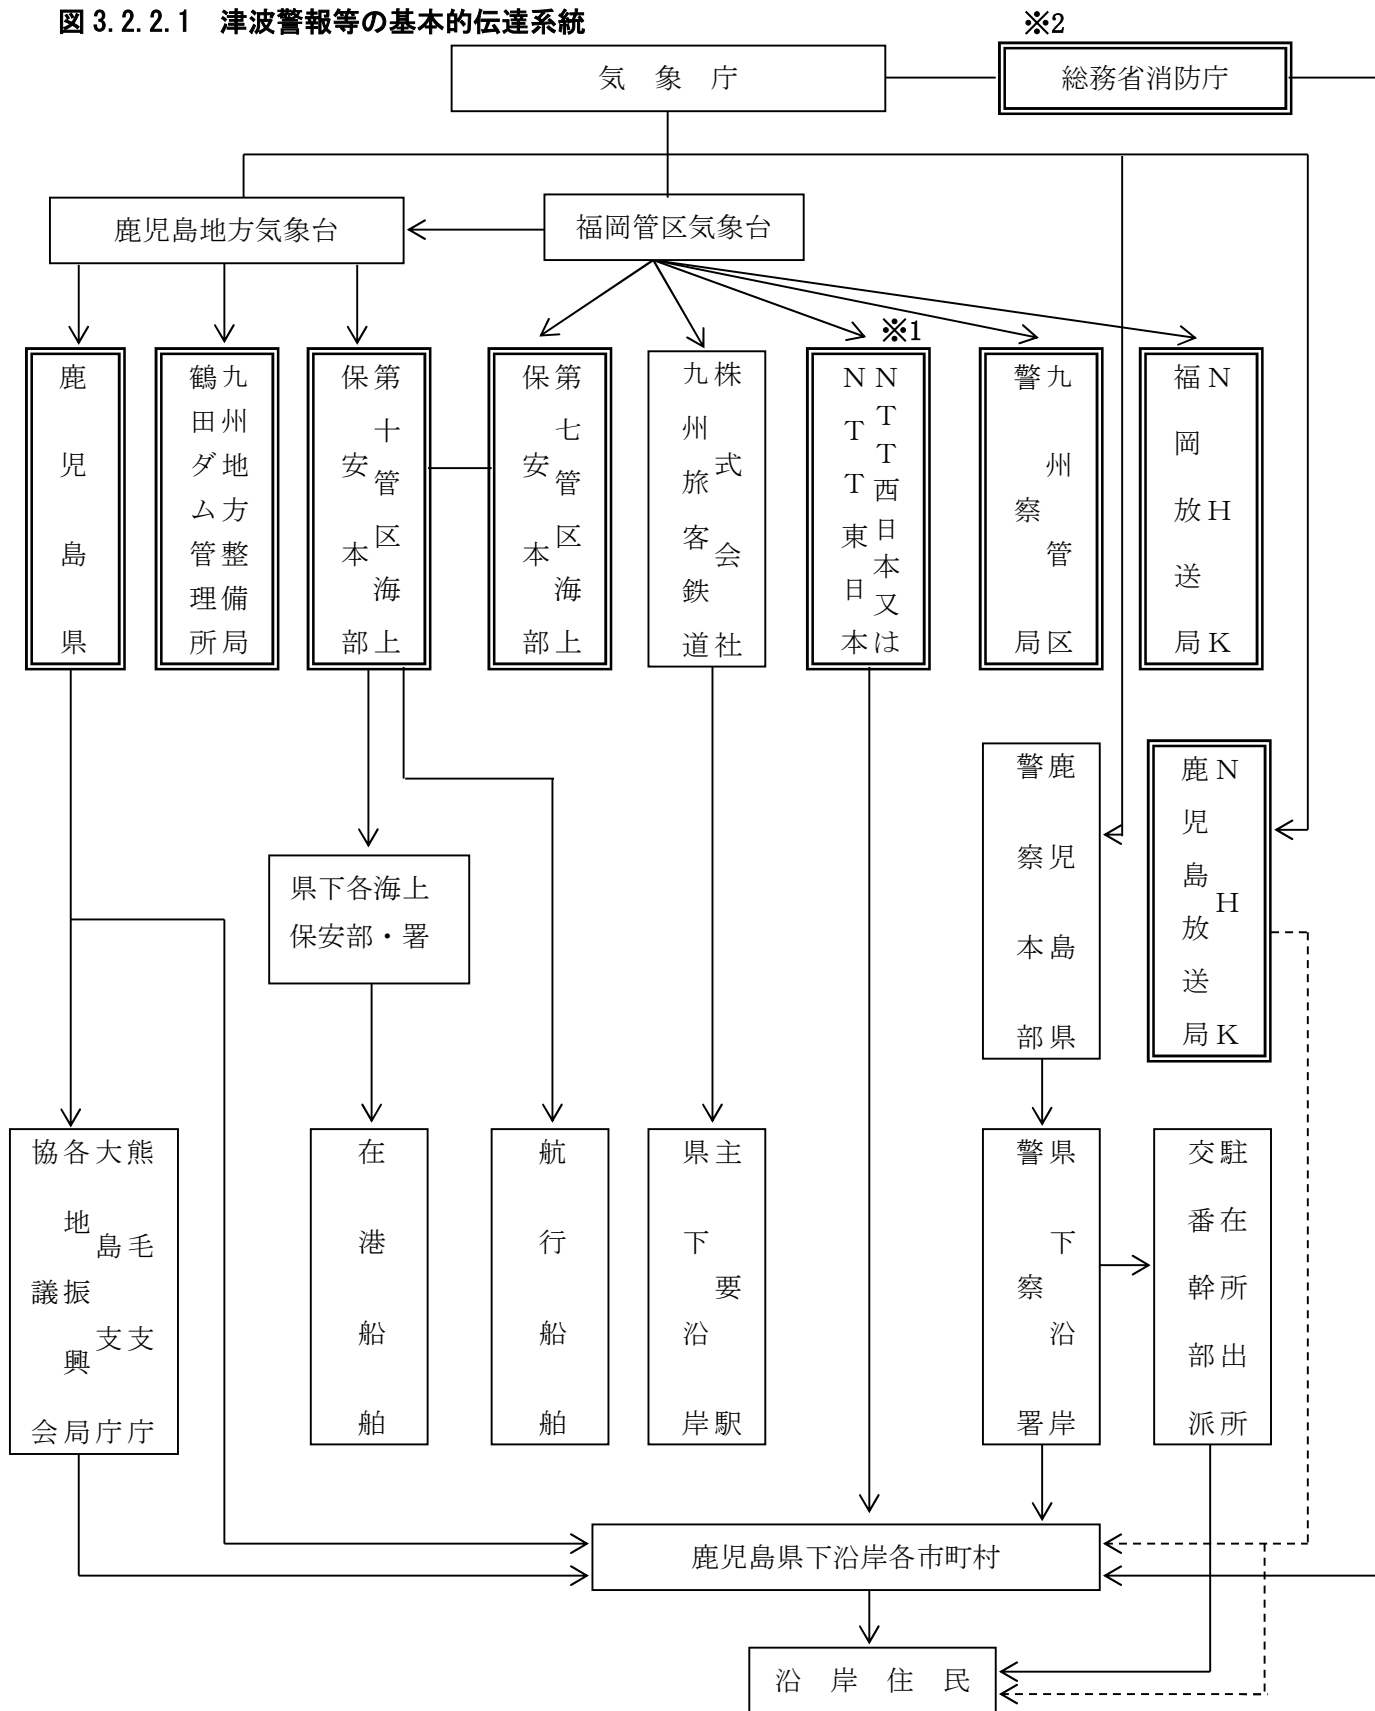 図 3.2.2.1 津波警報等の基本的伝達系統
※2
気象庁
総務省消防庁
鹿児島地方気象台
福岡管区気象台
※1
鹿児島県
九州地方整備局
鶴田ダム管理所
第十管区海上
保安本部
第七管区海上
保安本部
株式会社
九州旅客鉄道
NTT西日本又は
NTT東日本
九州管区
警察局
NHK
福岡放送局
鹿児島県
警察本部
NHK
鹿児島放送局
県下各海上
保安部・署
熊毛支庁
大島支庁
各地振興局
協議会
在港船舶
航行船舶
主要駅
県下沿岸
県下沿岸
警察署
駐在所出所
交番幹部派
鹿児島県下沿岸各市町村
沿岸住民